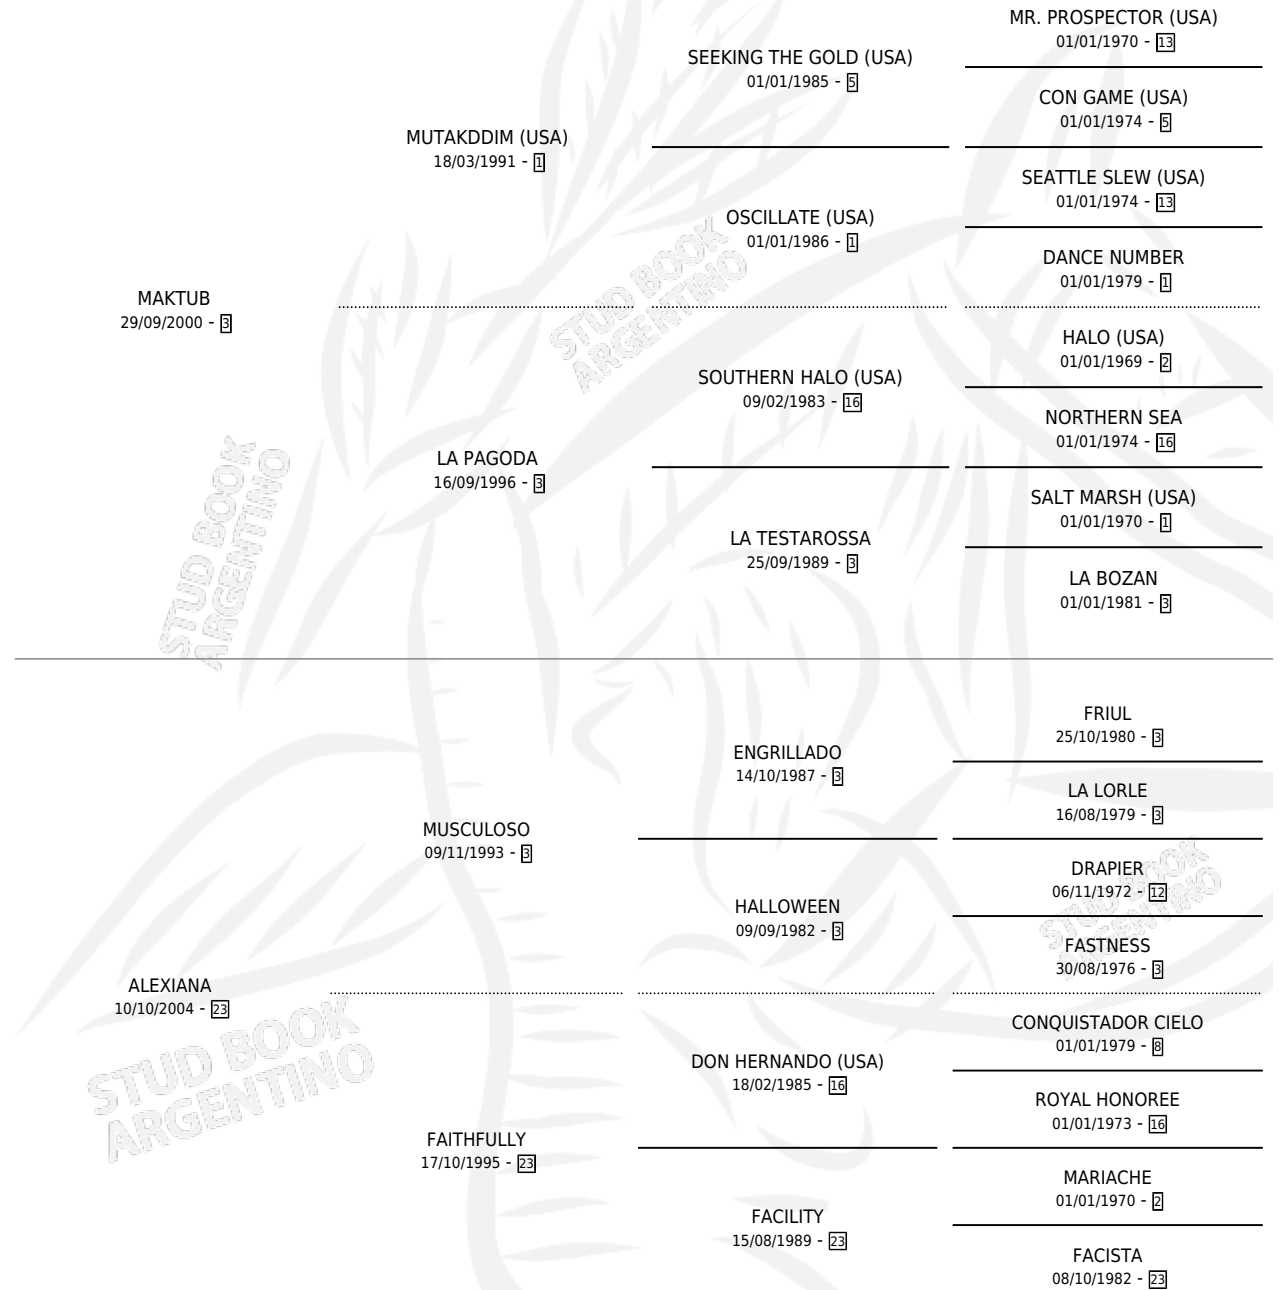 MR. PROSPECTOR (USA)
01/01/1970 - 13
SEEKING THE GOLD (USA)
01/01/1985 - 5
CON GAME (USA)
01/01/1974 - 5
MUTAKDDIM (USA)
18/03/1991 - 1
SEATTLE SLEW (USA)
01/01/1974 - 13
OSCILLATE (USA)
01/01/1986 - 1
DANCE NUMBER
01/01/1979 - 1
MAKTUB
29/09/2000 - 3
HALO (USA)
01/01/1969 - 2
SOUTHERN HALO (USA)
09/02/1983 - 16
NORTHERN SEA
01/01/1974 - 16
LA PAGODA
16/09/1996 - 3
SALT MARSH (USA)
01/01/1970 - 1
LA TESTAROSSA
25/09/1989 - 3
LA BOZAN
01/01/1981 - 3
FRIUL
25/10/1980 - 3
ENGRILLADO
14/10/1987 - 3
LA LORLE
16/08/1979 - 3
MUSCULOSO
09/11/1993 - 3
DRAPIER
06/11/1972 - 12
HALLOWEEN
09/09/1982 - 3
FASTNESS
30/08/1976 - 3
ALEXIANA
10/10/2004 - 23
CONQUISTADOR CIELO
01/01/1979 - 8
DON HERNANDO (USA)
18/02/1985 - 16
ROYAL HONOREE
01/01/1973 - 16
FAITHFULLY
17/10/1995 - 23
MARIACHE
01/01/1970 - 2
FACILITY
15/08/1989 - 23
FACISTA
08/10/1982 - 23
STUD BOOK
ARGENTINO
STUD BOOK
ARGENTINO
STUD BOOK
ARGENTINO
STUD BOOK
ARGENTINO